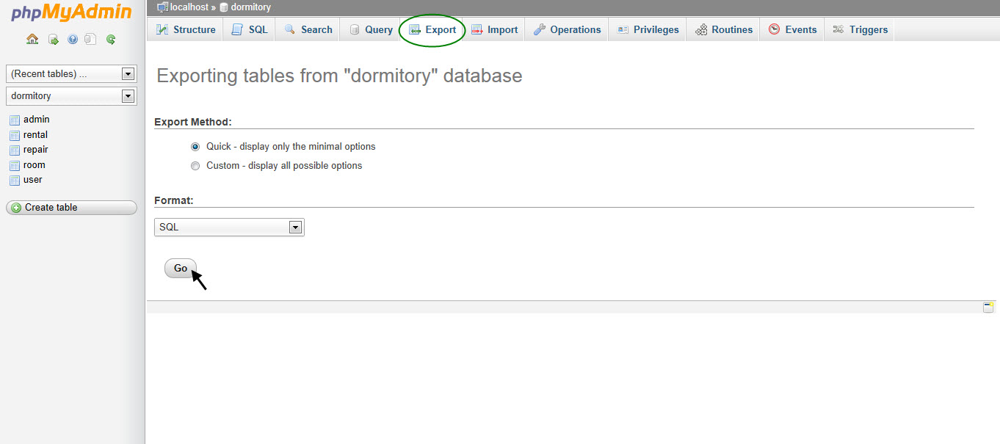 phpMyAdmin
(Recent tables) ...
dormitory
admin
rental
repair
room
user
Create table
localhost » dormitory
Structure SQL Search Query Export Import Operations Privileges Routines Events Triggers
Exporting tables from "dormitory" database
Export Method:
Quick - display only the minimal options
Custom - display all possible options
Format:
SQL
Go